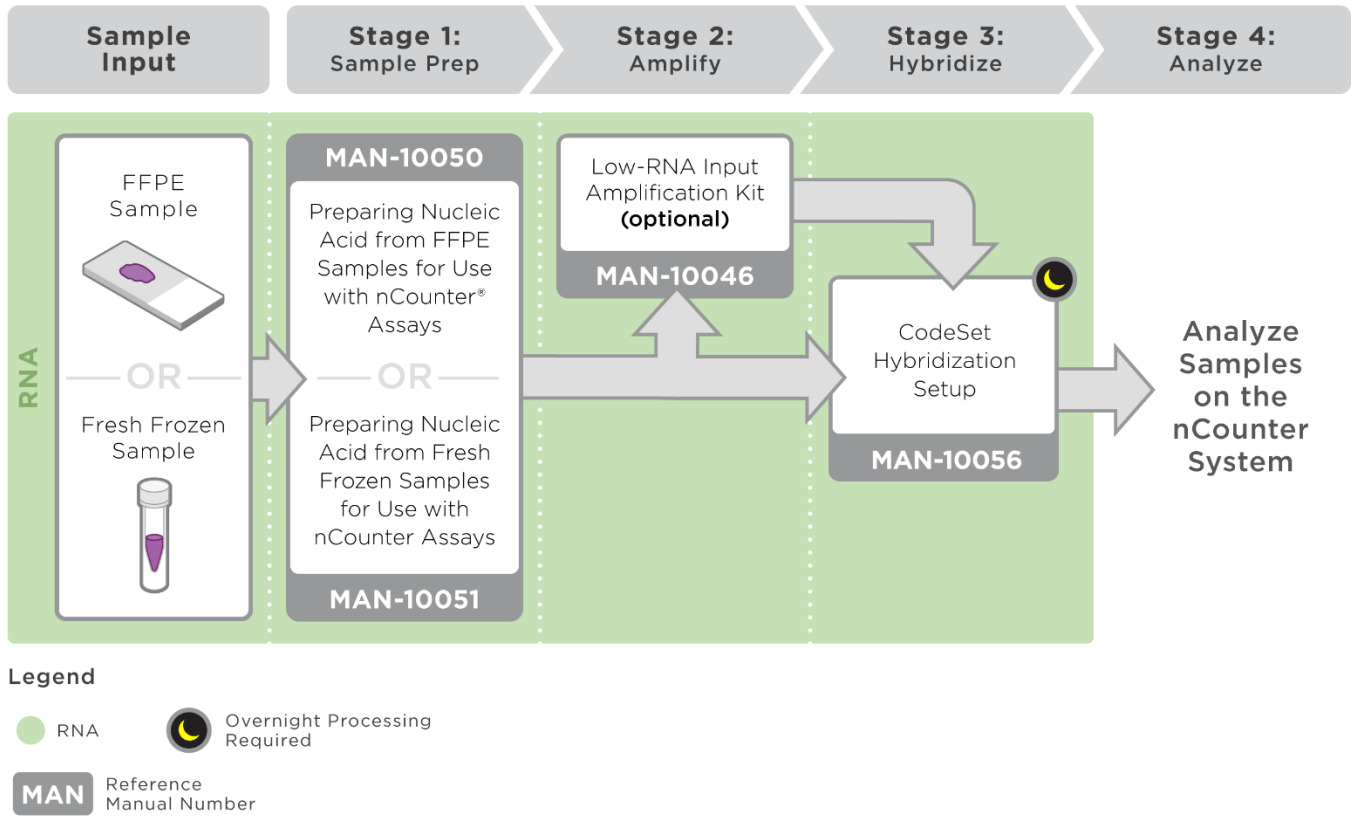 Sample
Input
Stage 1:
Sample Prep
Stage 2:
Amplify
Stage 3:
Hybridize
Stage 4:
Analyze
RNA
FFPE
Sample
OR
Fresh Frozen
Sample
MAN-10050
Preparing Nucleic
Acid from FFPE
Samples for Use
with nCounter®
Assays
OR
Preparing Nucleic
Acid from Fresh
Frozen Samples
for Use with
nCounter Assays
MAN-10051
Low-RNA Input
Amplification Kit
(optional)
MAN-10046
CodeSet
Hybridization
Setup
MAN-10056
Analyze
Samples
on the
nCounter
System
Legend
RNA
Overnight Processing
Required
MAN
Reference
Manual Number